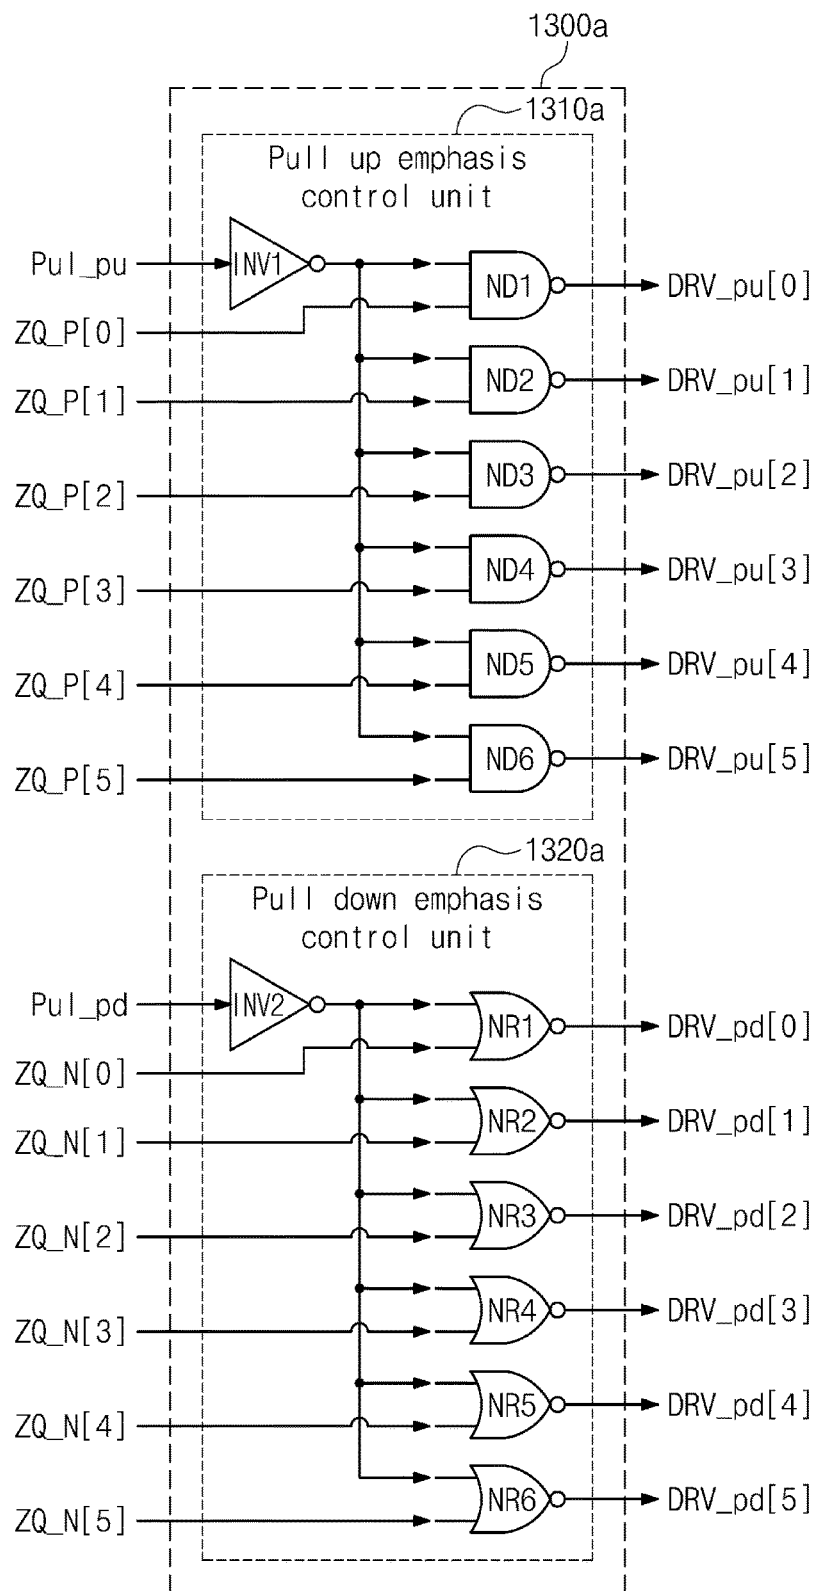 1300a
1310a
Pull up emphasis
control unit
Pul_pu
INV1
ND1
DRV_pu[0]
ZQ_P[0]
ND2
DRV_pu[1]
ZQ_P[1]
ND3
DRV_pu[2]
ZQ_P[2]
ND4
DRV_pu[3]
ZQ_P[3]
ND5
DRV_pu[4]
ZQ_P[4]
ND6
DRV_pu[5]
ZQ_P[5]
1320a
Pull down emphasis
control unit
Pul_pd
INV2
NR1
DRV_pd[0]
ZQ_N[0]
NR2
DRV_pd[1]
ZQ_N[1]
NR3
DRV_pd[2]
ZQ_N[2]
NR4
DRV_pd[3]
ZQ_N[3]
NR5
DRV_pd[4]
ZQ_N[4]
NR6
DRV_pd[5]
ZQ_N[5]